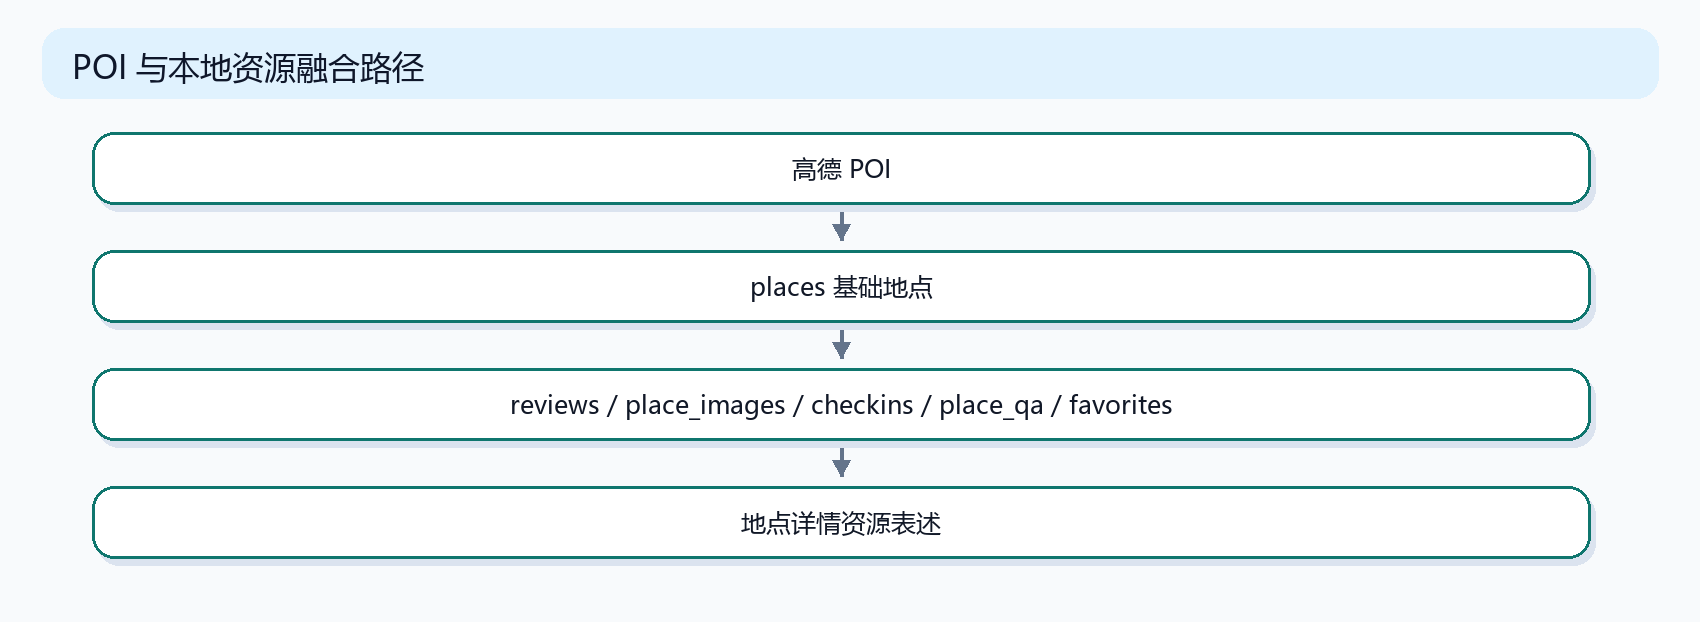 POI 与本地资源融合路径
高德 POI
places 基础地点
reviews / place_images / checkins / place_qa / favorites
地点详情资源表述